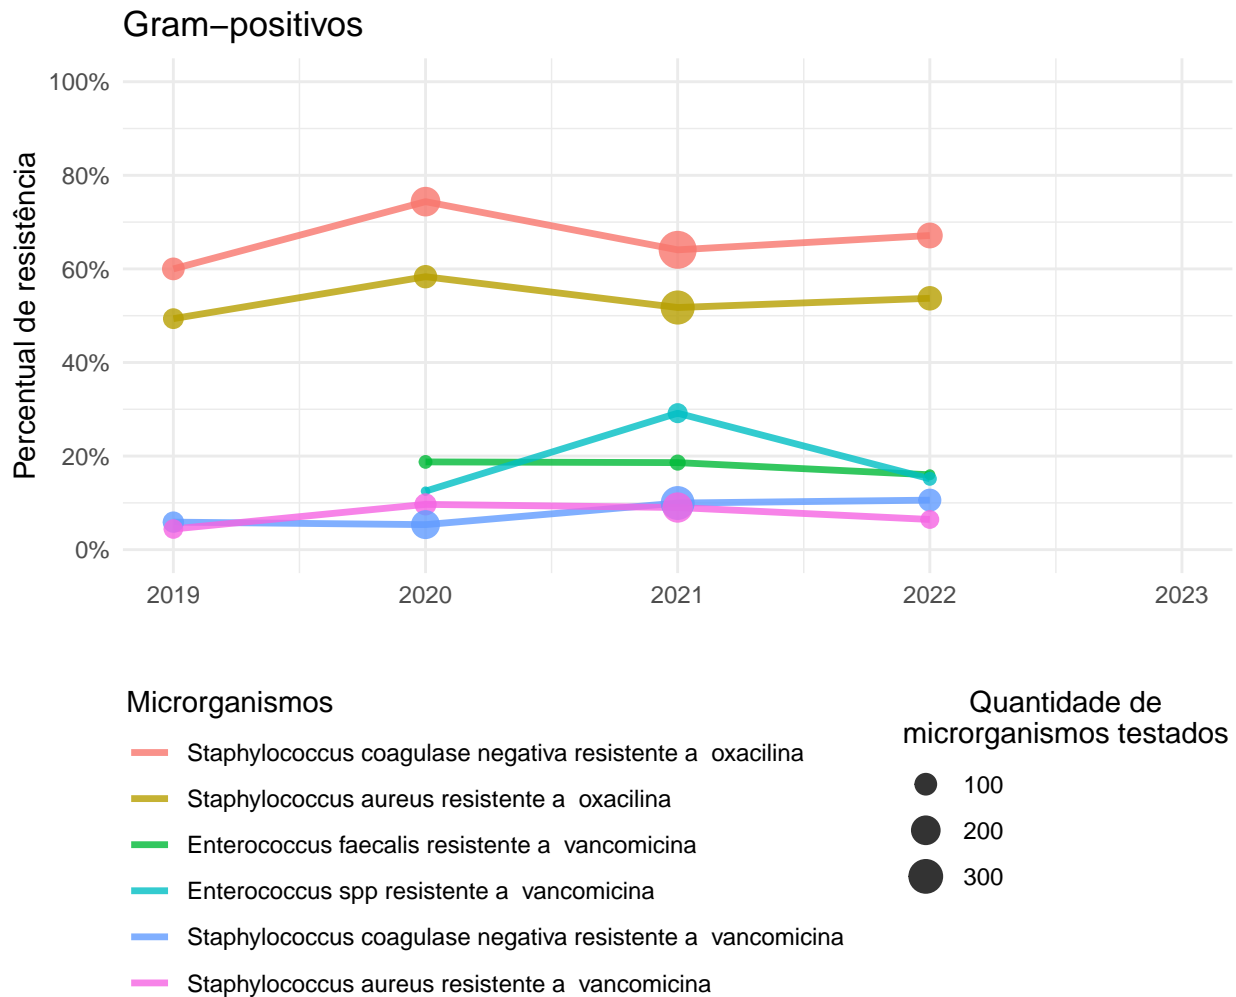 Gram−positivos
Percentual de resistência
100%
80%
60%
40%
20%
0%
2019 2020 2021 2022 2023
Microrganismos
Staphylococcus coagulase negativa resistente a  oxacilina
Staphylococcus aureus resistente a  oxacilina
Enterococcus faecalis resistente a  vancomicina
Enterococcus spp resistente a  vancomicina
Staphylococcus coagulase negativa resistente a  vancomicina
Staphylococcus aureus resistente a  vancomicina
Quantidade de
microrganismos testados
100
200
300